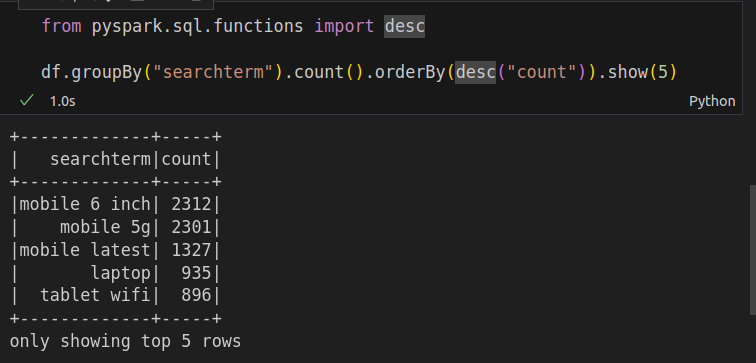 from pyspark.sql.functions import desc
df.groupBy("searchterm").count().orderBy(desc("count")).show(5)
1.0s
Python
+-------------+-----+
|   searchterm|count|
+-------------+-----+
|mobile 6 inch| 2312|
|    mobile 5g| 2301|
|mobile latest| 1327|
|       laptop|  935|
|  tablet wifi|  896|
+-------------+-----+
only showing top 5 rows